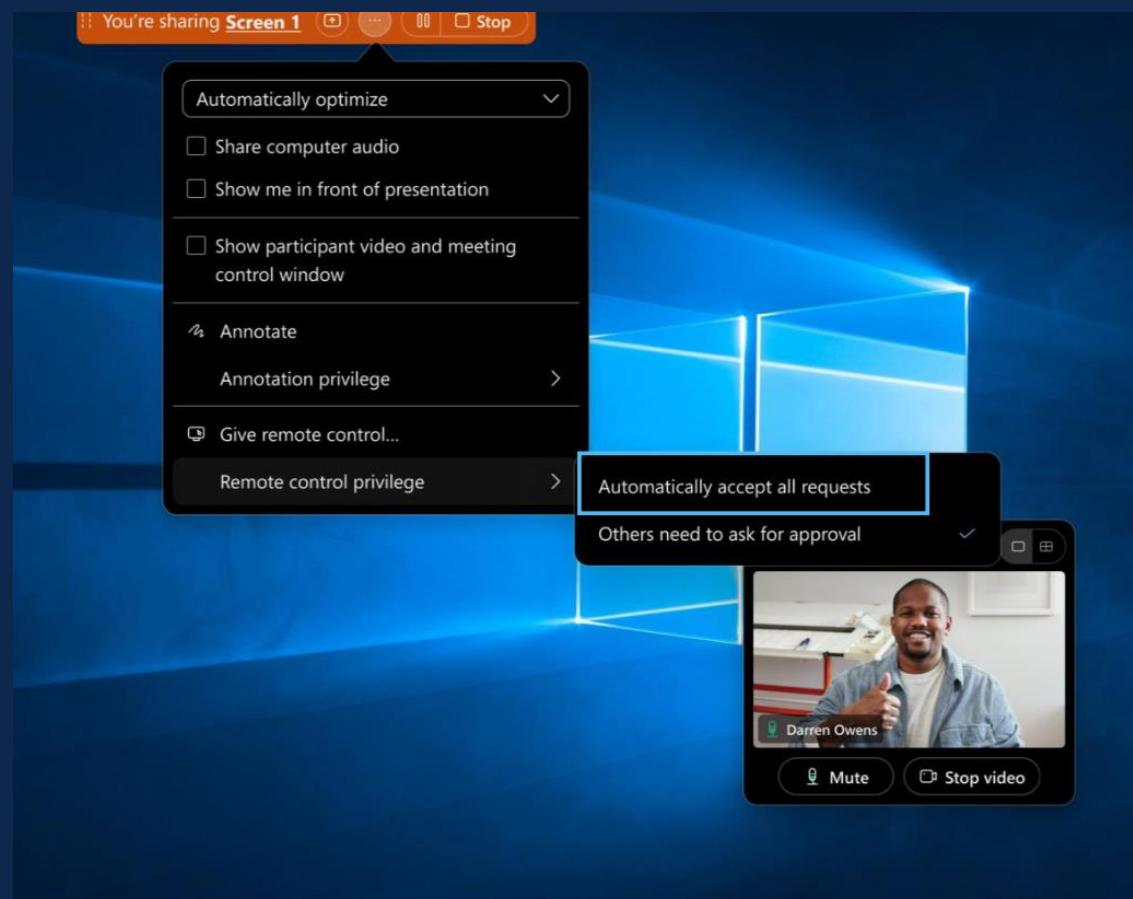 You're sharing Screen 1
Stop
Automatically optimize
Share computer audio
Show me in front of presentation
Show participant video and meeting
control window
Annotate
Annotation privilege
Give remote control...
Remote control privilege
Automatically accept all requests
Others need to ask for approval
Darren Owens
Mute
Stop video